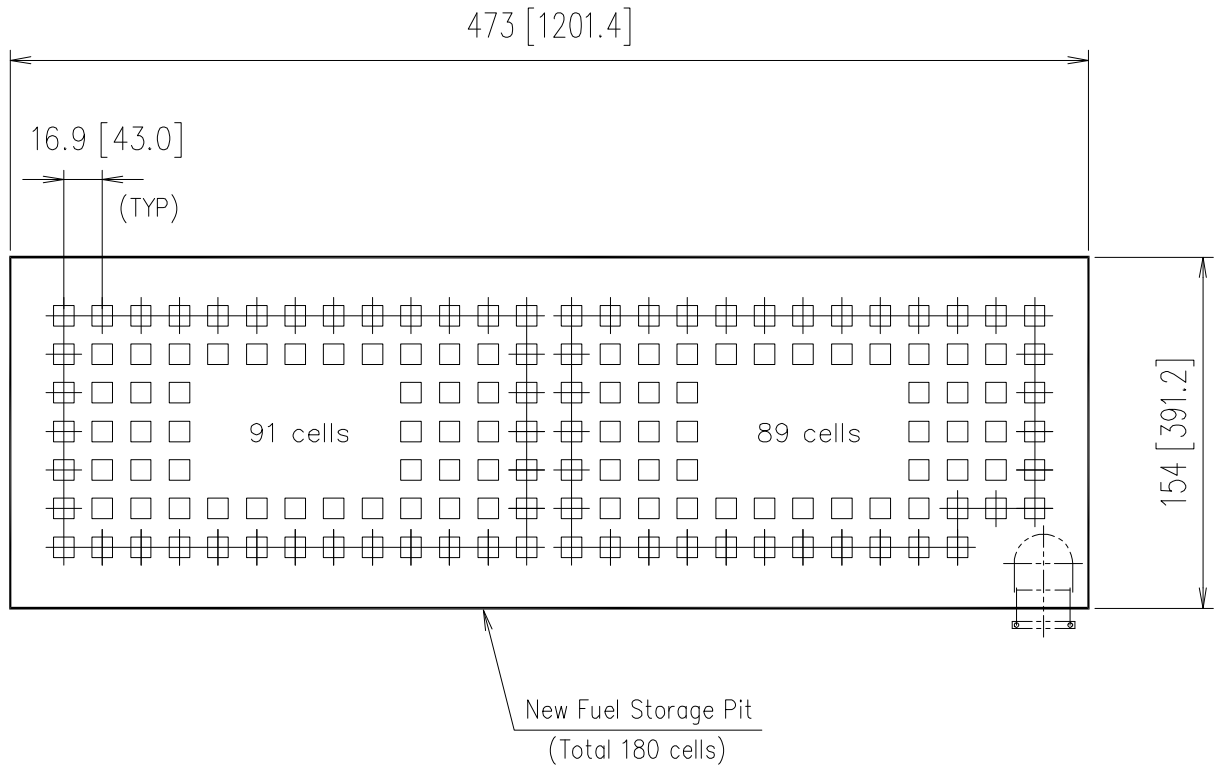 473 [1201.4]
16.9 [43.0]
(TYP)
91 cells
89 cells
154 [391.2]
New Fuel Storage Pit
(Total 180 cells)